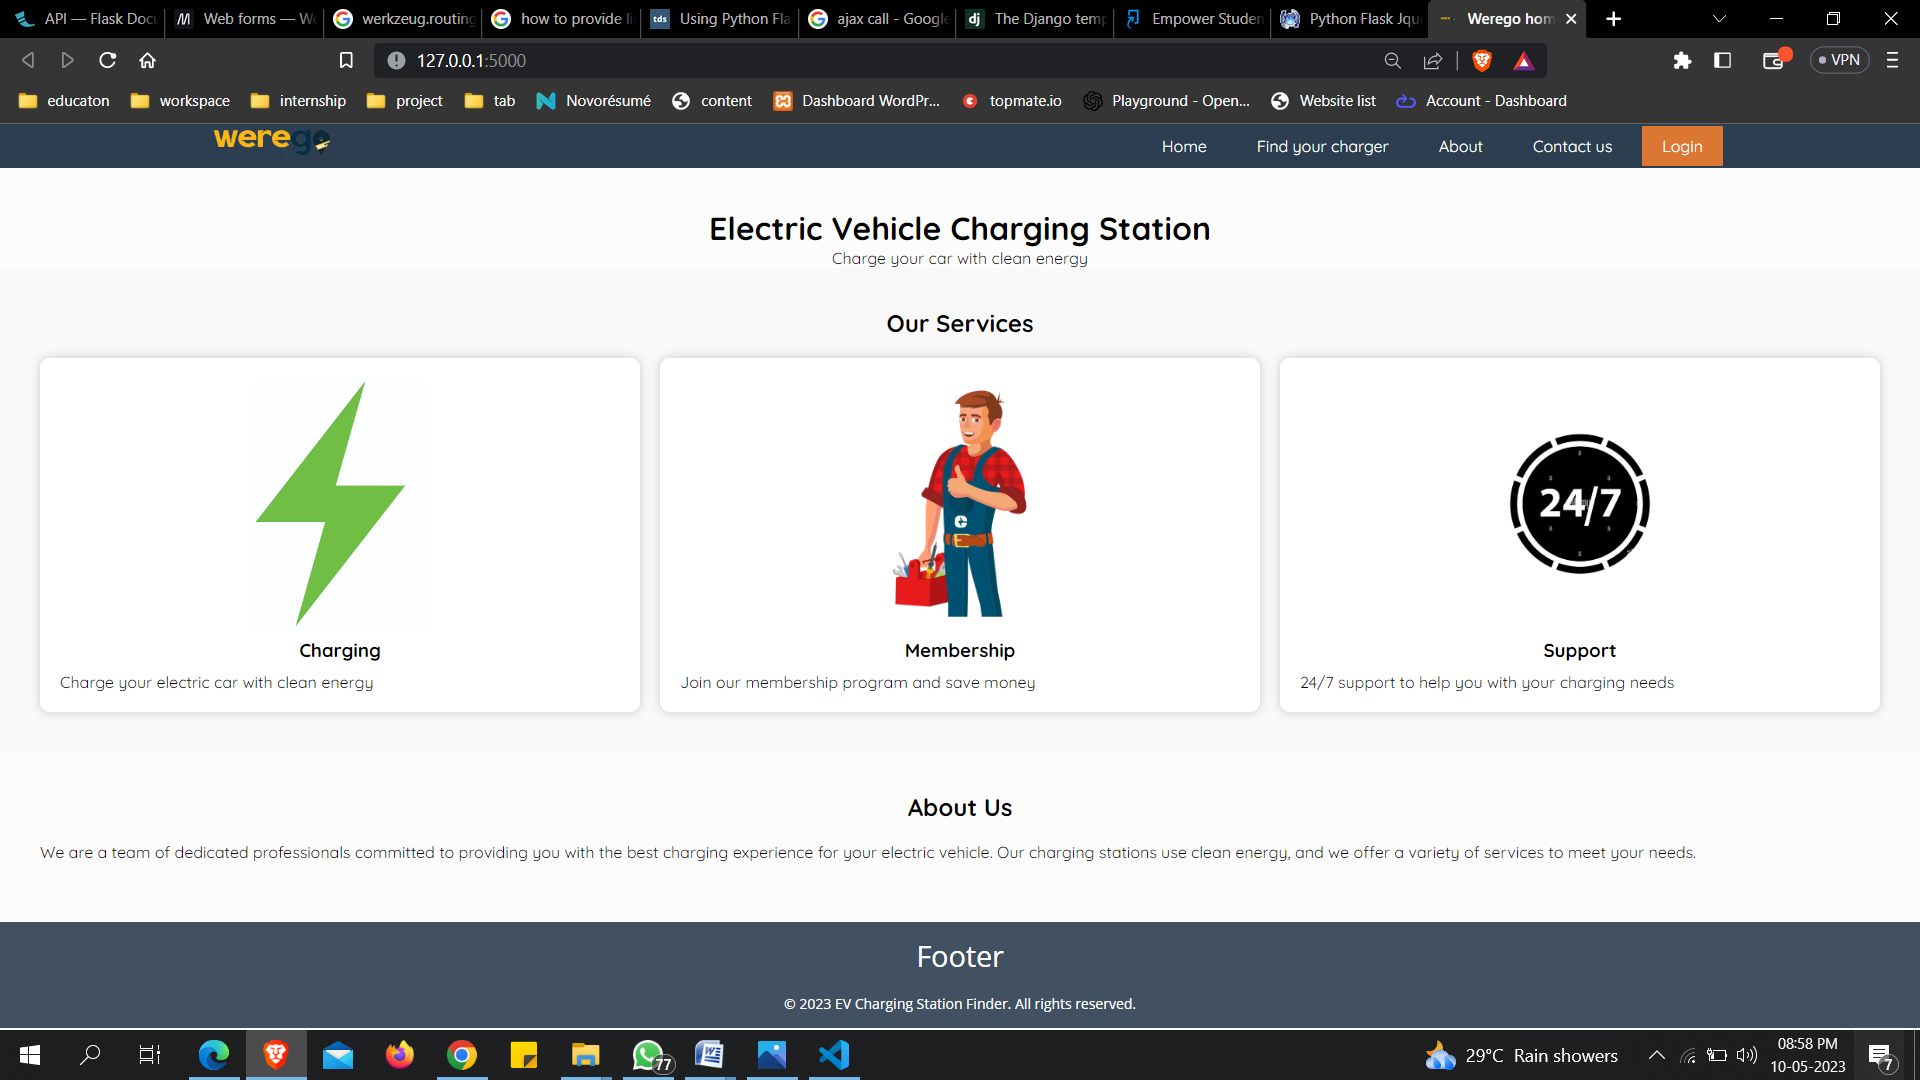 API — Flask Docu
Web forms — Wo
werkzeug.routing
how to provide li
Using Python Fla
ajax call - Google
The Django temp
Empower Studen
Python Flask Jqu
Werego hom
127.0.0.1:5000
VPN
educaton
workspace
internship
project
tab
Novorésumé
content
Dashboard WordPr...
topmate.io
Playground - Open...
Website list
Account - Dashboard
werego
Home
Find your charger
About
Contact us
Login
Electric Vehicle Charging Station
Charge your car with clean energy
Our Services
24/7
Charging
Membership
Support
Charge your electric car with clean energy
Join our membership program and save money
24/7 support to help you with your charging needs
About Us
We are a team of dedicated professionals committed to providing you with the best charging experience for your electric vehicle. Our charging stations use clean energy, and we offer a variety of services to meet your needs.
Footer
© 2023 EV Charging Station Finder. All rights reserved.
77
29°C Rain showers
08:58 PM
10-05-2023
7